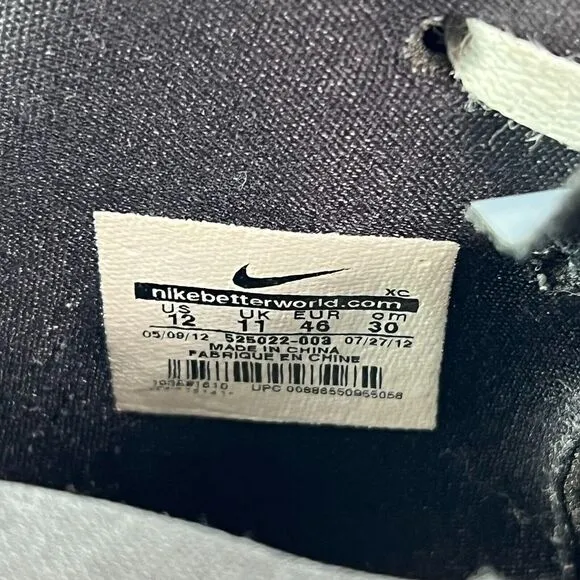 XC
nikebetterworld.com
US UK EUR cm
12 11 46 30
05/09/12 525022-003 07/27/12
MADE IN CHINA
FABRIQUE EN CHINE
UPC 00886550955058